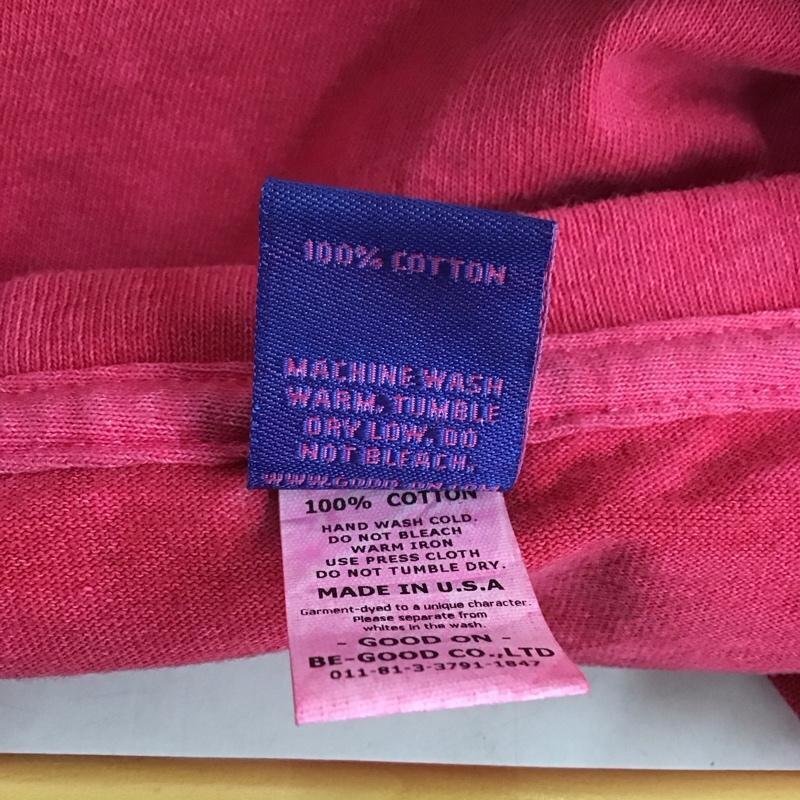 100% COTTON
MACHINE WASH
WARM, TUMBLE
DRY LOW. DO
NOT BLEACH.
100% COTTON
HAND WASH COLD.
DO NOT BLEACH
WARM IRON
USE PRESS CLOTH
DO NOT TUMBLE DRY.
MADE IN U.S.A
Garment-dyed to a unique character.
Please separate from
whites in the wash.
- GOOD ON -
BE-GOOD CO.,LTD
011-81-3-3791-1847